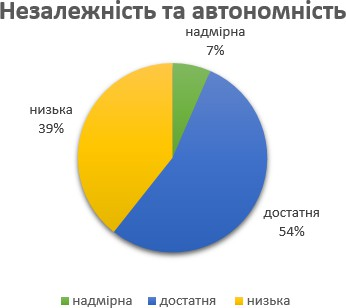 Незалежність та автономність
надмірна
7%
низька
39%
достатня
54%
надмірна достатня низька